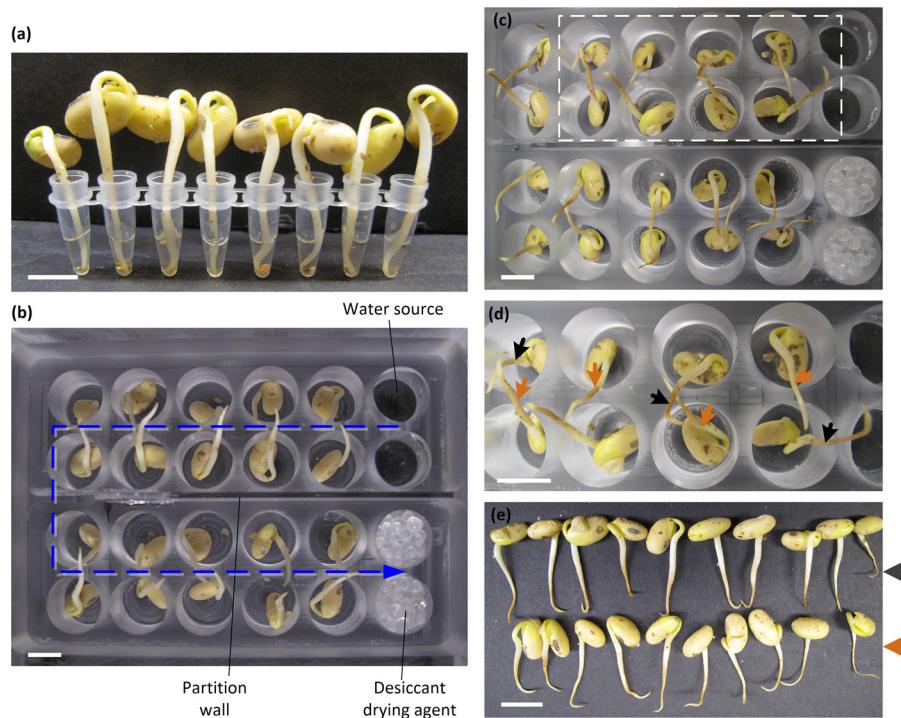 (a)
(b)
Water source
Partition
wall
Desiccant
drying agent
(c)
(d)
(e)